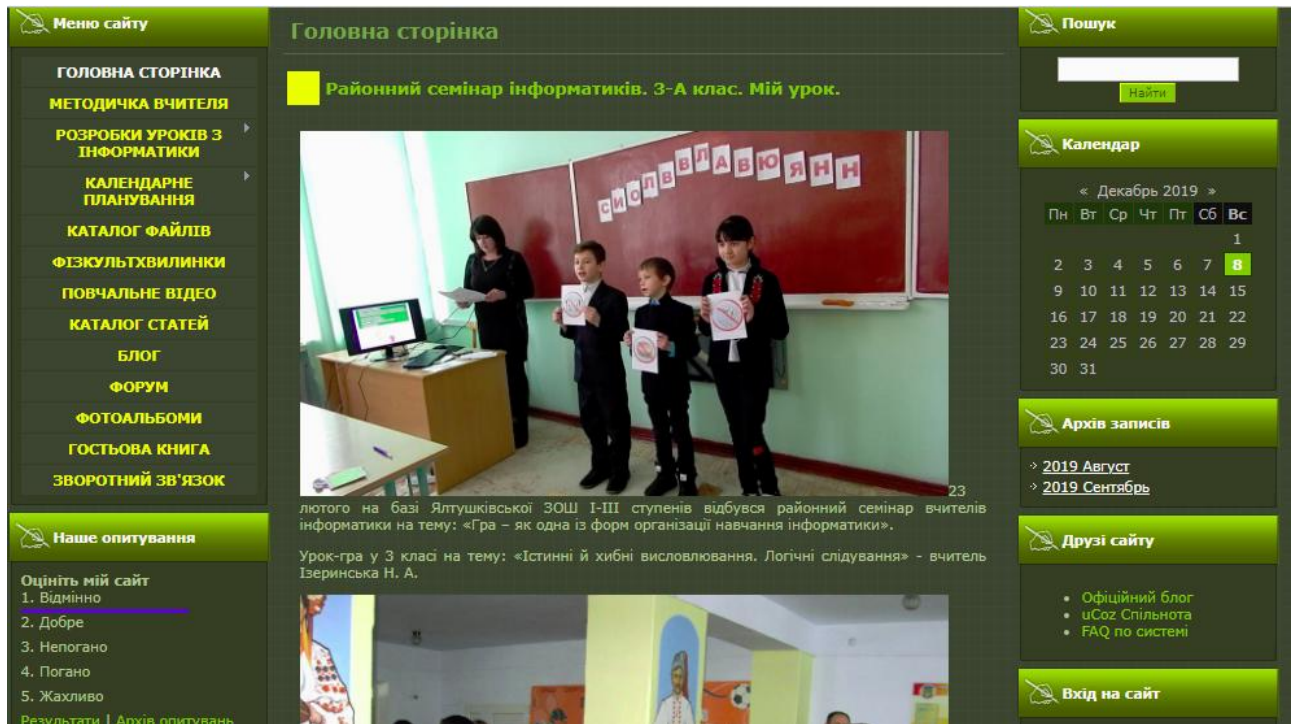 Меню сайту
ГОЛОВНА СТОРІНКА
МЕТОДИЧКА ВЧИТЕЛЯ
РОЗРОБКИ УРОКІВ З
ІНФОРМАТИКИ
КАЛЕНДАРНЕ
ПЛАНУВАННЯ
КАТАЛОГ ФАЙЛІВ
ФІЗКУЛЬТХВИЛИНКИ
ПОВЧАЛЬНЕ ВІДЕО
КАТАЛОГ СТАТЕЙ
БЛОГ
ФОРУМ
ФОТОАЛЬБОМИ
ГОСТЬОВА КНИГА
ЗВОРОТНИЙ ЗВ'ЯЗОК
Наше опитування
Оцініть мій сайт
1. Відмінно
2. Добре
3. Непогано
4. Погано
5. Жахливо
Результати | Архів опитувань
Головна сторінка
Районний семінар інформатиків. 3-А клас. Мій урок.
СИОЛВВЛАВЮЯНН
23
лютого на базі Ялтушківської ЗОШ І-ІІІ ступенів відбувся районний семінар вчителів
інформатики на тему: «Гра – як одна із форм організації навчання інформатики».
Урок-гра у 3 класі на тему: «Істинні й хибні висловлювання. Логічні слідування» - вчитель
Ізеринська Н. А.
Пошук
Найти
Календар
« Декабрь 2019 »
Пн Вт Ср Чт Пт Сб Вс
1
2 3 4 5 6 7 8
9 10 11 12 13 14 15
16 17 18 19 20 21 22
23 24 25 26 27 28 29
30 31
Архів записів
2019 Август
2019 Сентябрь
Друзі сайту
Офіційний блог
uCoz Спільнота
FAQ по системі
Вхід на сайт